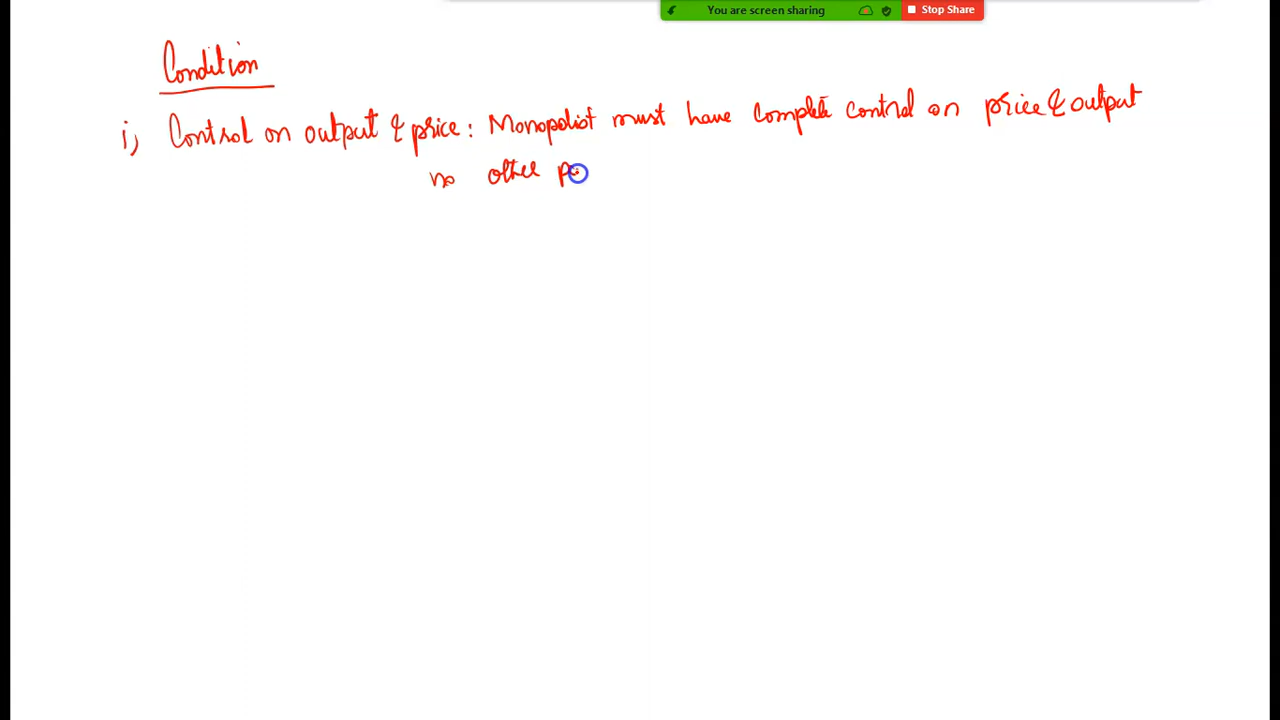 You are screen sharing Stop Share
Condition
i, Control on output & price: Monopolist must have complete control on price & output
no other